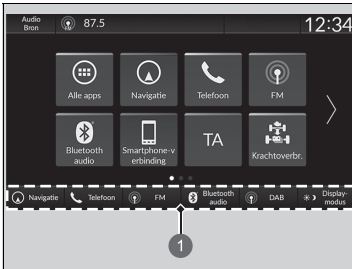 Audio
Bron
87.5
12:34
Alle apps
Navigatie
Telefoon
FM
Bluetooth
audio
Smartphone-v
erbinding
TA
Krachtoverbr.
Navigatie
Telefoon
FM
Bluetooth
audio
DAB
Display-
modus
1